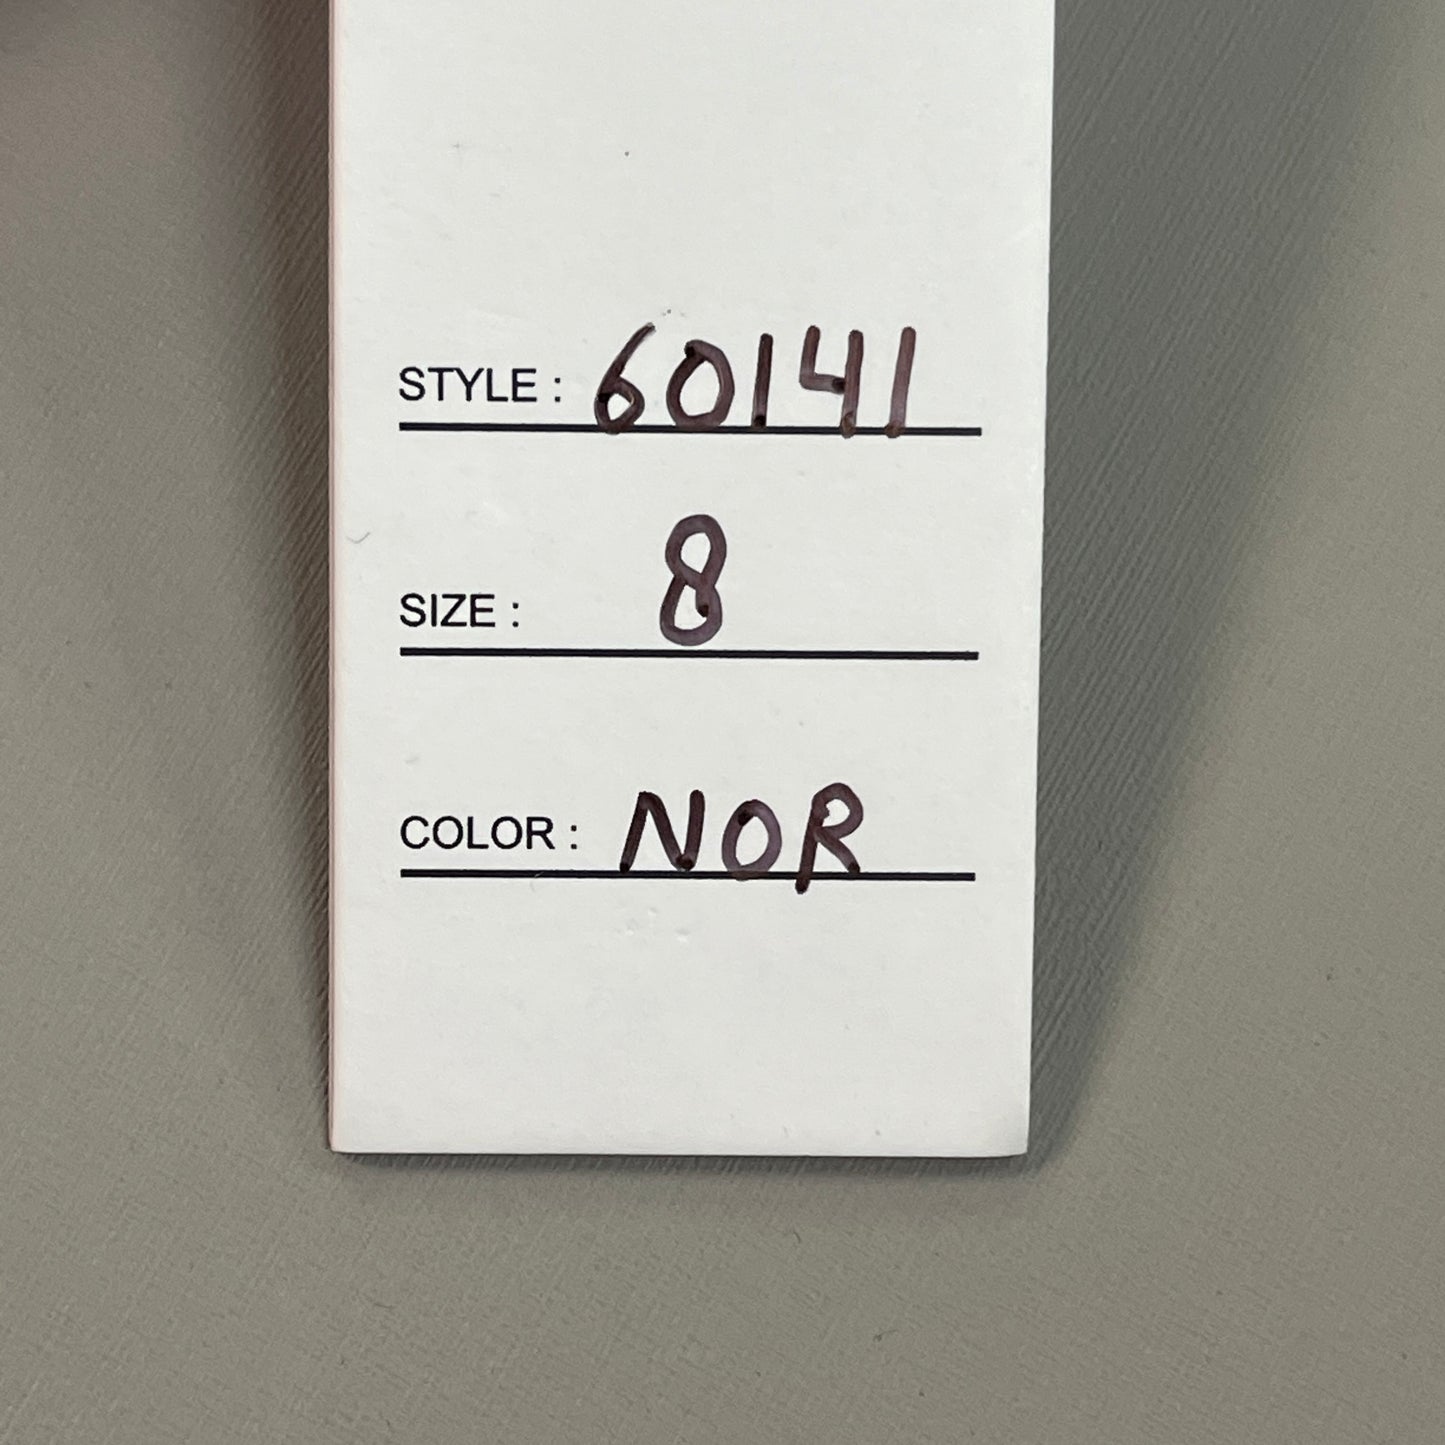 STYLE : 60141
SIZE : 8
COLOR : NOR